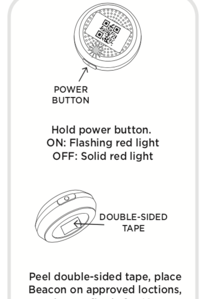 POWER
BUTTON
Hold power button.
ON: Flashing red light
OFF: Solid red light
DOUBLE-SIDED
TAPE
Peel double-sided tape, place
Beacon on approved loctions,